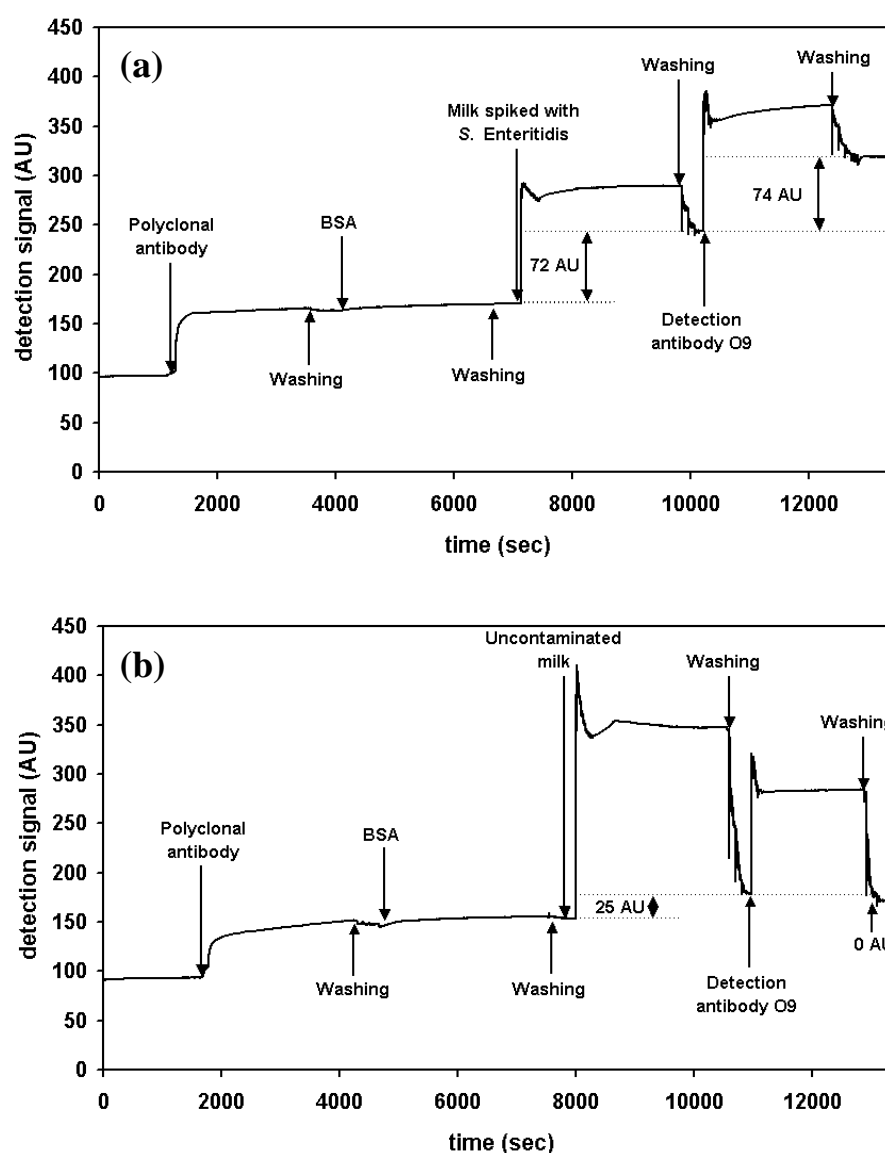 (a)
450
400
350
300
250
200
150
100
50
0
detection signal (AU)
Polyclonal
antibody
Washing
BSA
Washing
Milk spiked with
S. Enteritidis
72 AU
Washing
Detection
antibody O9
74 AU
Washing
0
2000
4000
6000
8000
10000
12000
time (sec)
(b)
450
400
350
300
250
200
150
100
50
0
detection signal (AU)
Polyclonal
antibody
Washing
BSA
Washing
Uncontaminated
milk
25 AU
Washing
Detection
antibody O9
Washing
0 AU
0
2000
4000
6000
8000
10000
12000
time (sec)